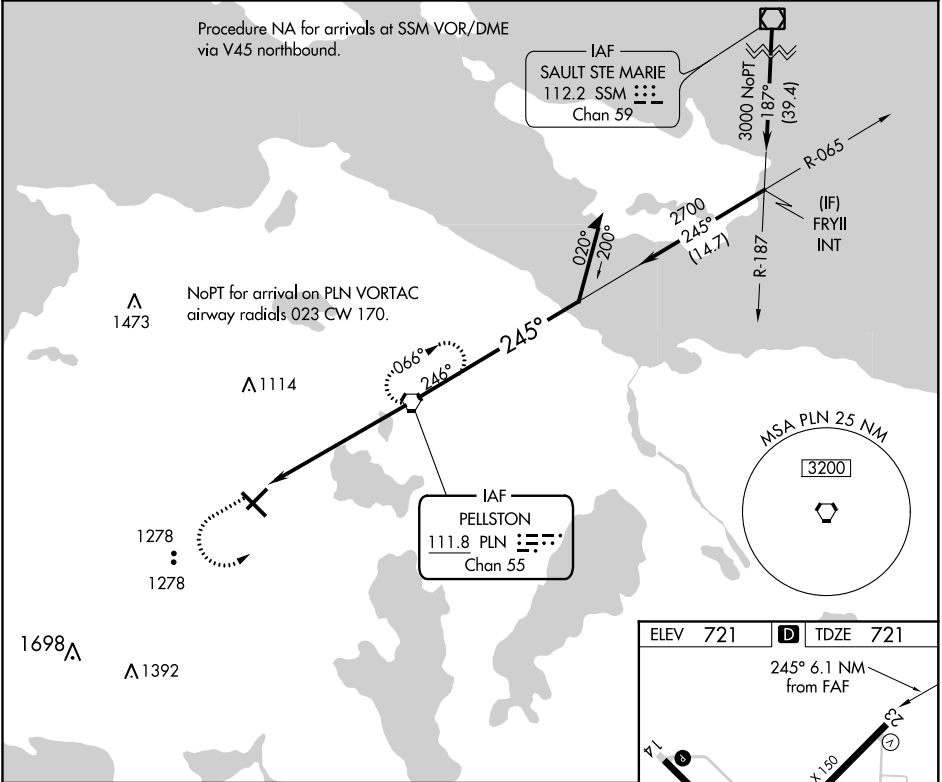 Procedure NA for arrivals at SSM VOR/DME
via V45 northbound.
IAF
SAULT STE MARIE
112.2 SSM
Chan 59
3000 NoPT
187°
(39.4)
R-065
(IF)
FRYII
INT
R-187
2700
245°
(14.7)
020°
200°
NoPT for arrival on PLN VORTAC
airway radials 023 CW 170.
1473
1114
245°
066°
246°
MSA PLN 25 NM
3200
IAF
PELLSTON
111.8 PLN
Chan 55
1278
1278
1698
1392
ELEV 721 D TDZE 721
245° 6.1 NM
from FAF
23
V
14
P
X 150